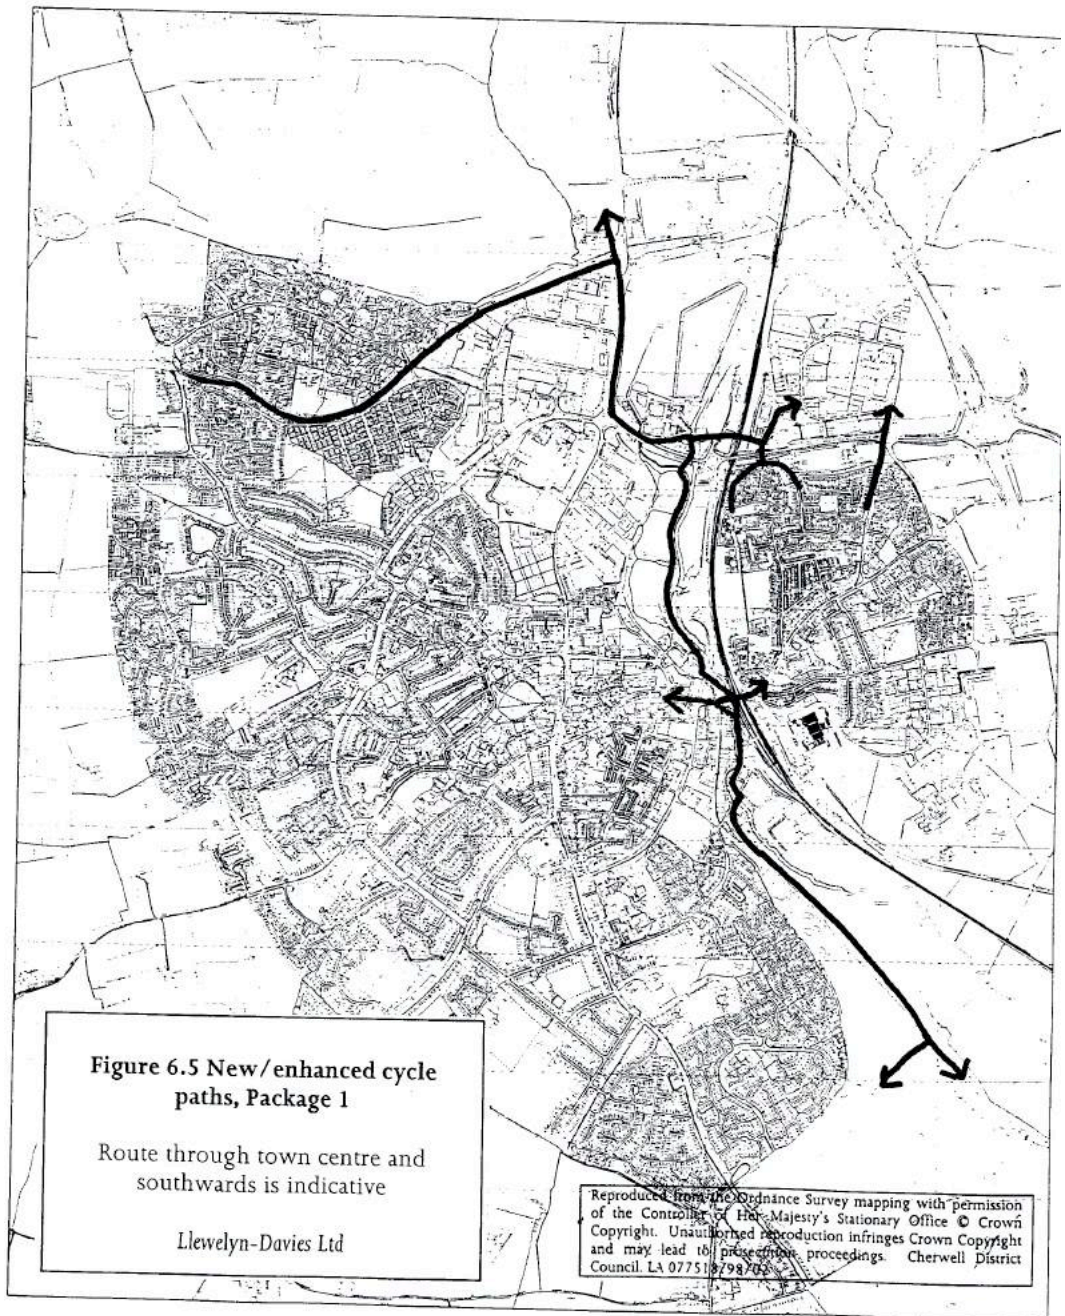 Figure 6.5 New/enhanced cycle
paths, Package 1
Route through town centre and
southwards is indicative
Llewelyn-Davies Ltd
Reproduced from the Ordnance Survey mapping with permission
of the Controller of Her Majesty's Stationary Office © Crown
Copyright. Unauthorised reproduction infringes Crown Copyright
and may lead to prosecution proceedings. Cherwell District
Council. LA